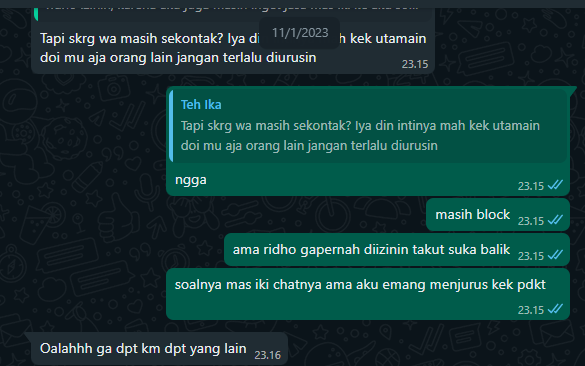 11/1/2023
Tapi skrg wa masih sekontak? Iya din h kek utamain
doi mu aja orang lain jangan terlalu diurusin
23.15
Teh Ika
Tapi skrg wa masih sekontak? Iya din intinya mah kek utamain
doi mu aja orang lain jangan terlalu diurusin
ngga
23.15
masih block
23.15
ama ridho gapernah diizinin takut suka balik
23.15
soalnya mas iki chatnya ama aku emang menjurus kek pdkt
23.15
Oalahhh ga dpt km dpt yang lain
23.16